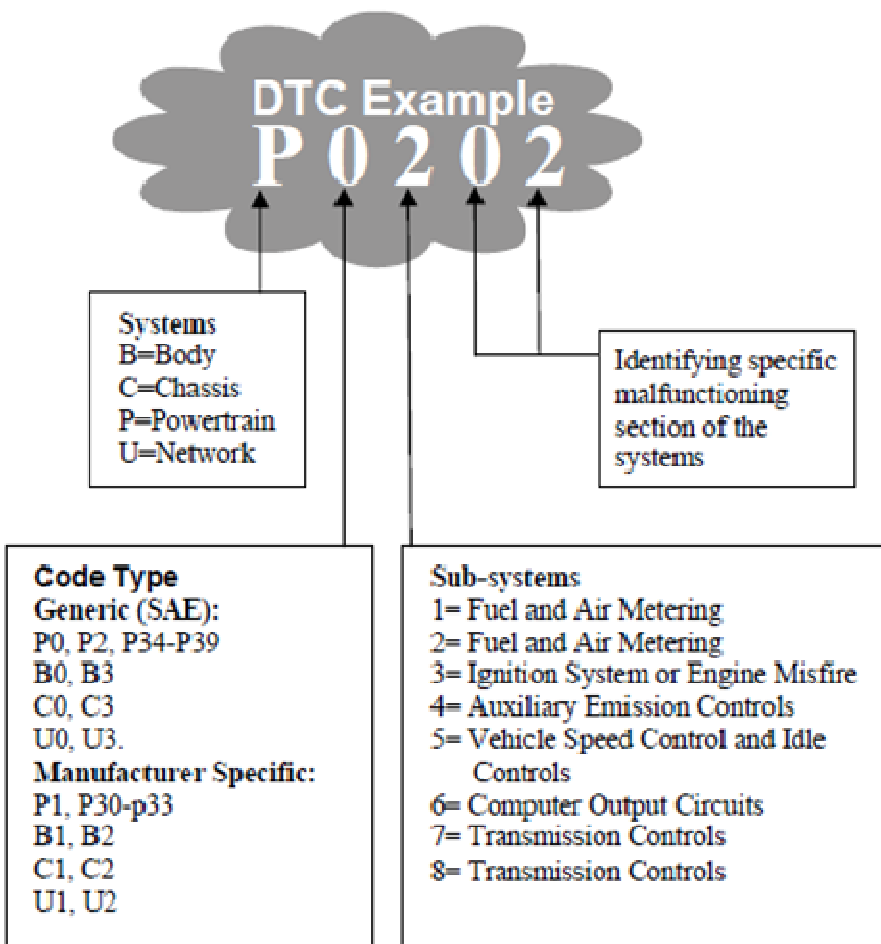 DTC Example
P0202
Systems
B=Body
C=Chassis
P=Powertrain
U=Network
Identifying specific
malfunctioning
section of the
systems
Code Type
Generic (SAE):
P0, P2, P34-P39
B0, B3
C0, C3
U0, U3.
Manufacturer Specific:
P1, P30-p33
B1, B2
C1, C2
U1, U2
Sub-systems
1= Fuel and Air Metering
2= Fuel and Air Metering
3= Ignition System or Engine Misfire
4= Auxiliary Emission Controls
5= Vehicle Speed Control and Idle
Controls
6= Computer Output Circuits
7= Transmission Controls
8= Transmission Controls